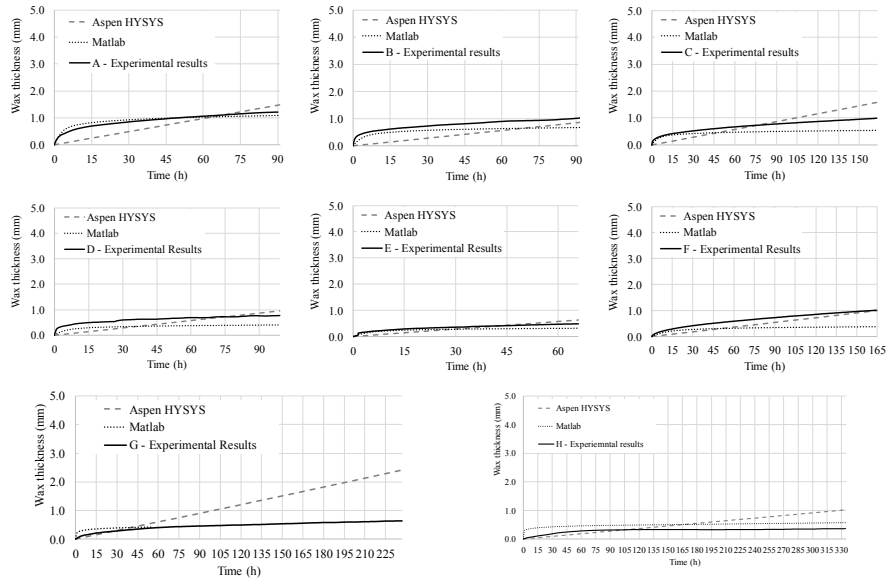 5.0
4.0
3.0
2.0
1.0
0.0
Wax thickness (mm)
Aspen HYSYS
Matlab
A - Experimental results
0 15 30 45 60 75 90
Time (h)
5.0
4.0
3.0
2.0
1.0
0.0
Wax thickness (mm)
Aspen HYSYS
Matlab
B - Experimental results
0 15 30 45 60 75 90
Time (h)
5.0
4.0
3.0
2.0
1.0
0.0
Wax thickness (mm)
Aspen HYSYS
Matlab
C - Experimental results
0 15 30 45 60 75 90 105 120 135 150
Time (h)
5.0
4.0
3.0
2.0
1.0
0.0
Wax thickness (mm)
Aspen HYSYS
Matlab
D - Experimental Results
0 15 30 45 60 75 90
Time (h)
5.0
4.0
3.0
2.0
1.0
0.0
Wax thickness (mm)
Aspen HYSYS
Matlab
E - Experimental Results
0 15 30 45 60
Time (h)
5.0
4.0
3.0
2.0
1.0
0.0
Wax thickness (mm)
Aspen HYSYS
Matlab
F - Experimental Results
0 15 30 45 60 75 90 105 120 135 150 165
Time (h)
5.0
4.0
3.0
2.0
1.0
0.0
Wax thickness (mm)
Aspen HYSYS
Matlab
G - Experimental Results
0 15 30 45 60 75 90 105 120 135 150 165 180 195 210 225
Time (h)
5.0
4.0
3.0
2.0
1.0
0.0
Wax thickness (mm)
Aspen HYSYS
Matlab
H - Experiemntal results
0 15 30 45 60 75 90 105 120 135 150 165 180 195 210 225 240 255 270 285 300 315 330
Time (h)